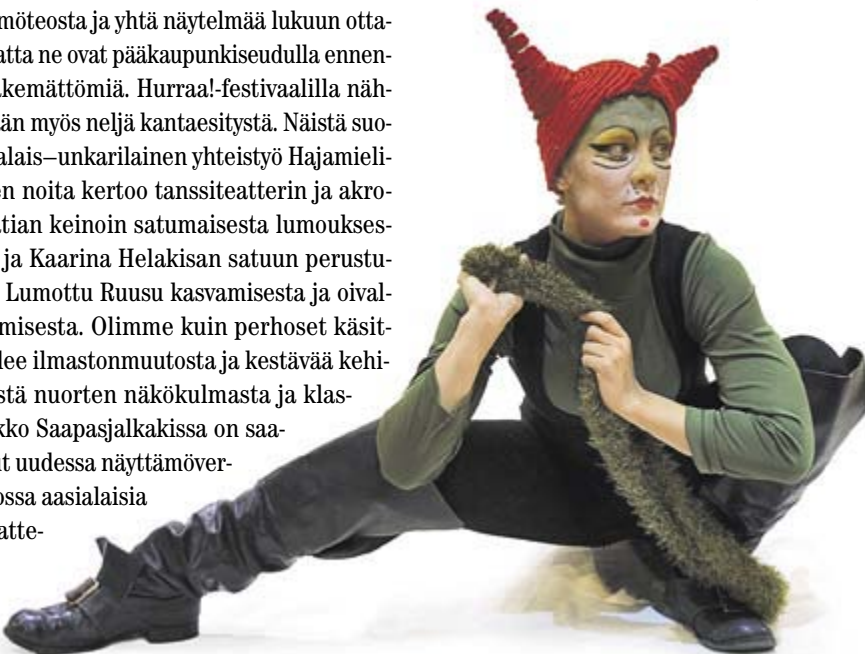 möteosta ja yhtä näytelmää lukuun otta-
atta ne ovat pääkaupunkiseudulla ennen-
kemättömiä. Hurraa!-festivaalilla näh-
än myös neljä kantaesitystä. Näistä suo-
alais–unkarilainen yhteistyö Hajamieli-
en noita kertoo tanssiteatterin ja akro-
tian keinoin satumaisesta lumoukses-
ja Kaarina Helakisan satuun perustu-
Lumottu Ruusu kasvamisesta ja oival-
misesta. Olimme kuin perhoset käsit-
lee ilmastonmuutosta ja kestävää kehi-
stä nuorten näkökulmasta ja klas-
kko Saapasjalkakissa on saa-
ut uudessa näyttämöver-
ossa aasialaisia
atte-